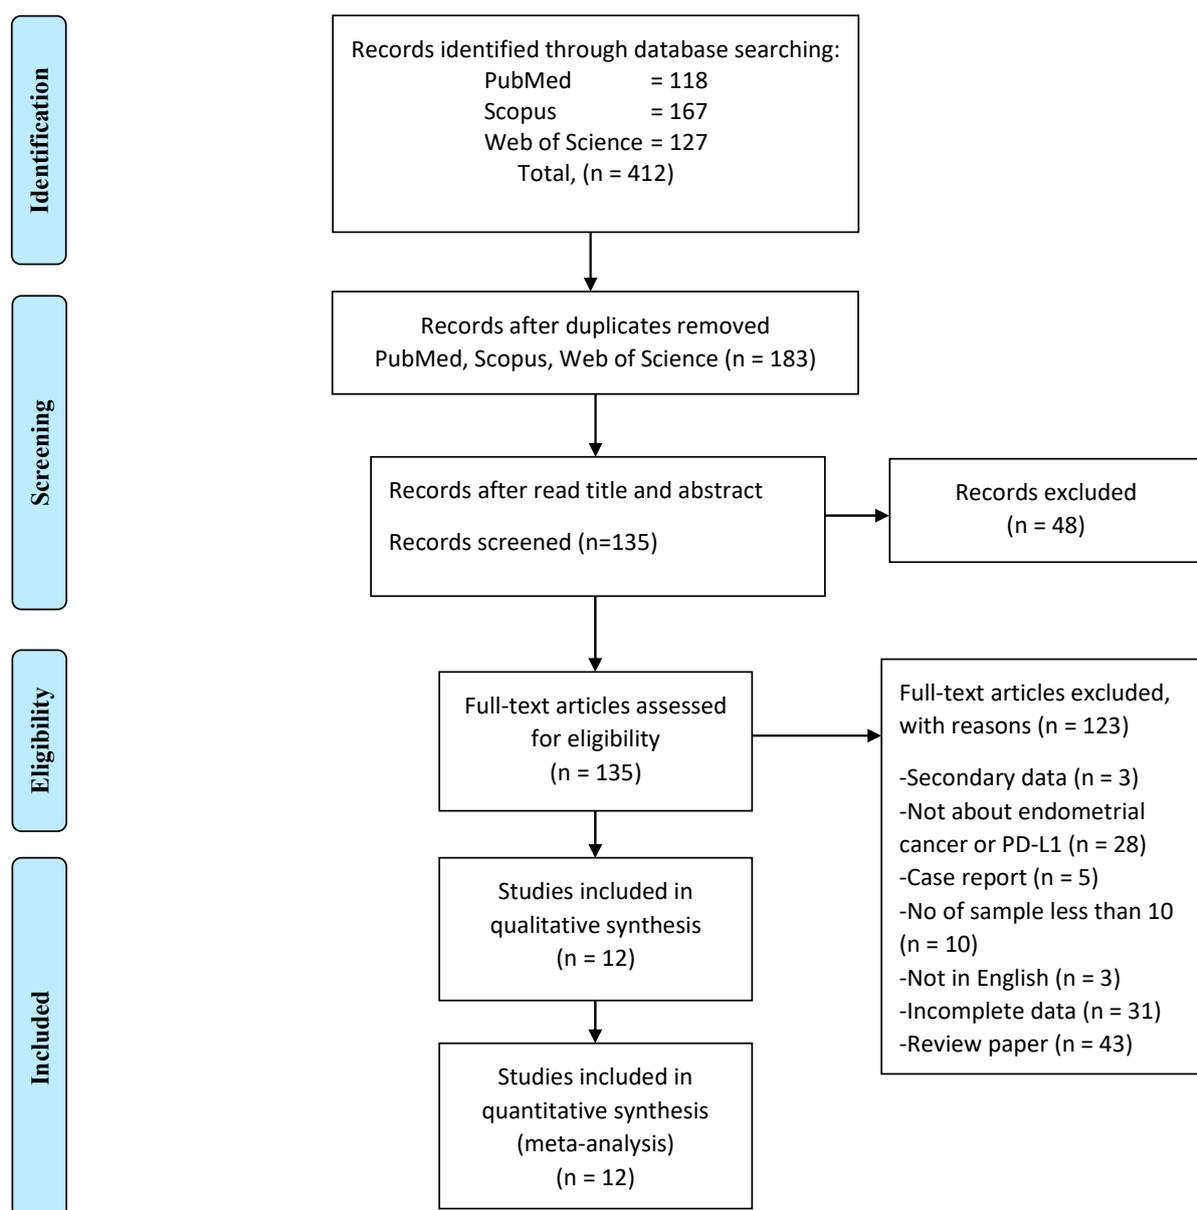 Identification
Records identified through database searching:
PubMed = 118
Scopus = 167
Web of Science = 127
Total, (n = 412)
Screening
Records after duplicates removed
PubMed, Scopus, Web of Science (n = 183)
Records after read title and abstract
Records screened (n=135)
Records excluded
(n = 48)
Eligibility
Full-text articles assessed
for eligibility
(n = 135)
Full-text articles excluded,
with reasons (n = 123)
-Secondary data (n = 3)
-Not about endometrial
cancer or PD-L1 (n = 28)
-Case report (n = 5)
-No of sample less than 10
(n = 10)
-Not in English (n = 3)
-Incomplete data (n = 31)
-Review paper (n = 43)
Included
Studies included in
qualitative synthesis
(n = 12)
Studies included in
quantitative synthesis
(meta-analysis)
(n = 12)